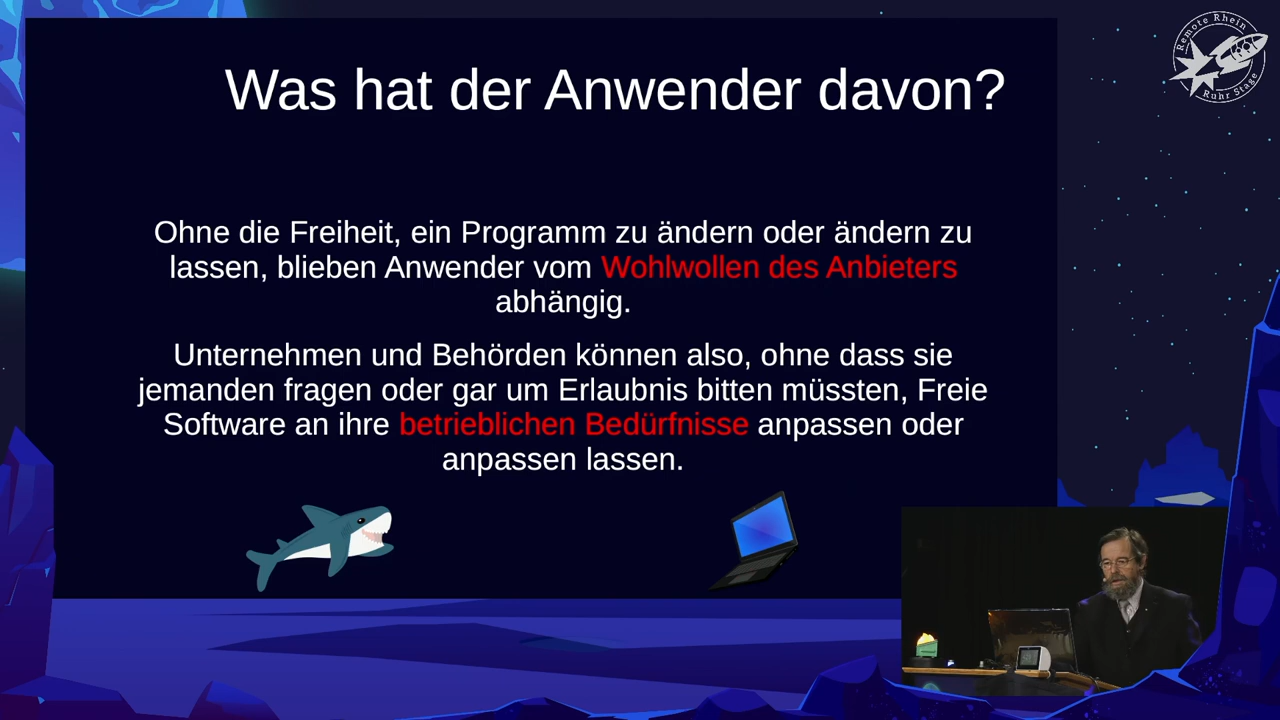 Was hat der Anwender davon?
Ohne die Freiheit, ein Programm zu ändern oder ändern zu
lassen, blieben Anwender vom Wohlwollen des Anbieters
abhängig.
Unternehmen und Behörden können also, ohne dass sie
jemanden fragen oder gar um Erlaubnis bitten müssten, Freie
Software an ihre betrieblichen Bedürfnisse anpassen oder
anpassen lassen.
Remote Rhein
Ruhr Stage